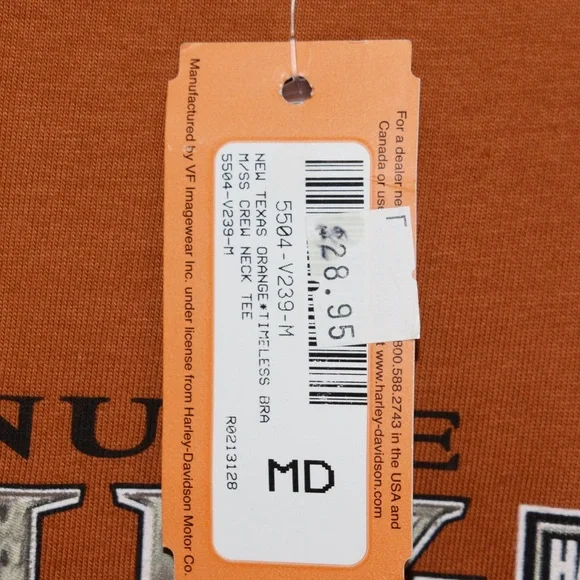 For a dealer ne
Canada or use
800.588.2743 in the USA and
t www.harley-davidson.com
$28.95
5504-V239-M
NEW TEXAS ORANGE*TIMELESS BRA
M/SS CREW NECK TEE
5504-V239-M
R0213128
MD
Manufactured by VF Imagewear Inc. under license from Harley-Davidson Motor Co.
NU E